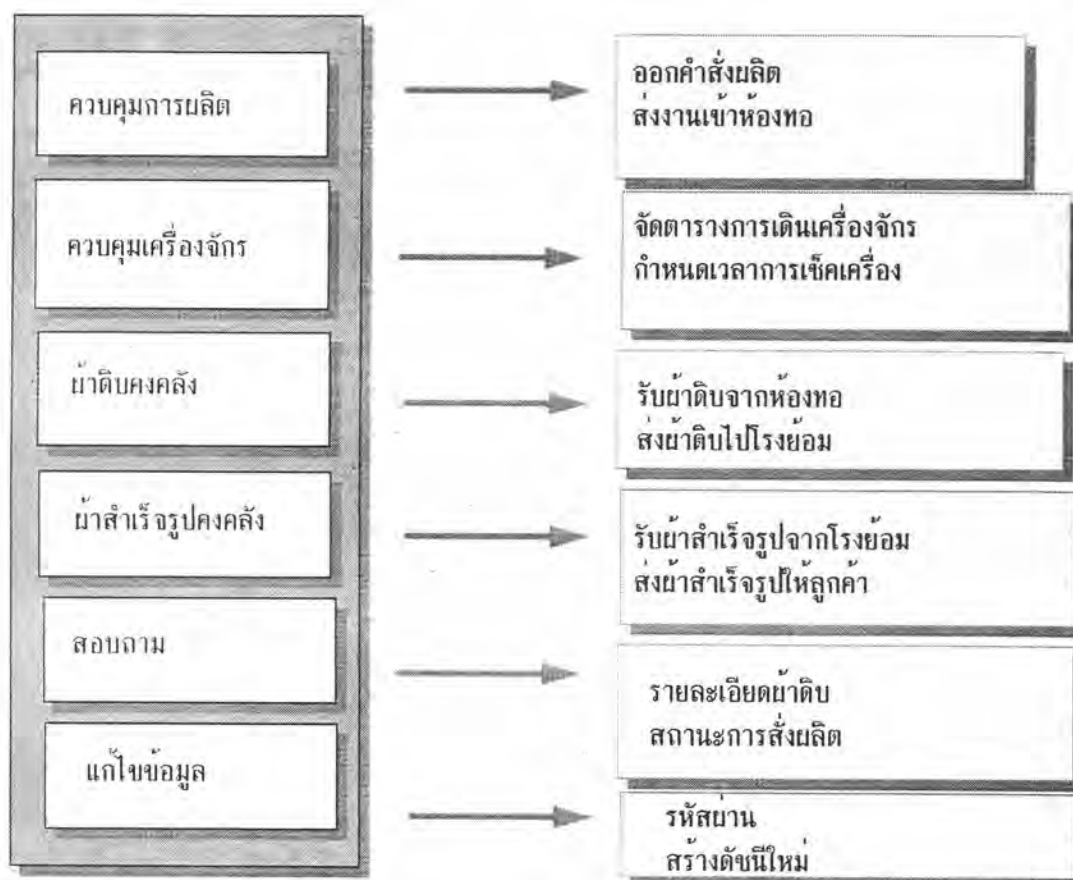 ควบคุมการผลิต
ออกคำสั่งผลิต
ส่งงานเข้าห้องทอ
ควบคุมเครื่องจักร
จัดตารางการเดินเครื่องจักร
กำหนดเวลาการเช็คเครื่อง
ผ้าดิบคงคลัง
รับผ้าดิบจากห้องทอ
ส่งผ้าดิบไปโรงย้อม
ผ้าสำเร็จรูปคงคลัง
รับผ้าสำเร็จรูปจากโรงย้อม
ส่งผ้าสำเร็จรูปให้ลูกค้า
สอบถาม
รายละเอียดผ้าดิบ
สถานะการสั่งผลิต
แก้ไขข้อมูล
รหัสผ่าน
สร้างดัชนีใหม่